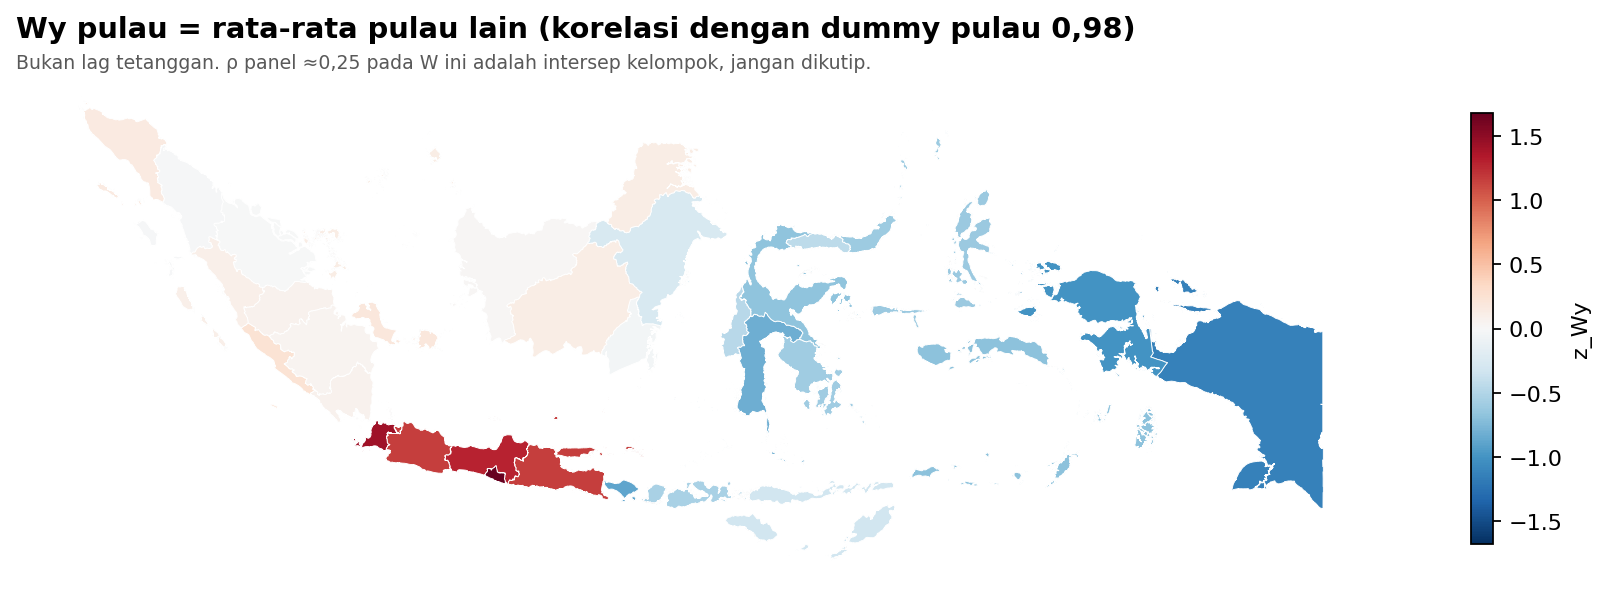 Wy pulau = rata-rata pulau lain (korelasi dengan dummy pulau 0,98)
Bukan lag tetanggan. ρ panel ≈0,25 pada W ini adalah intersep kelompok, jangan dikutip.
1.5
1.0
0.5
0.0
−0.5
−1.0
−1.5
z_Wy